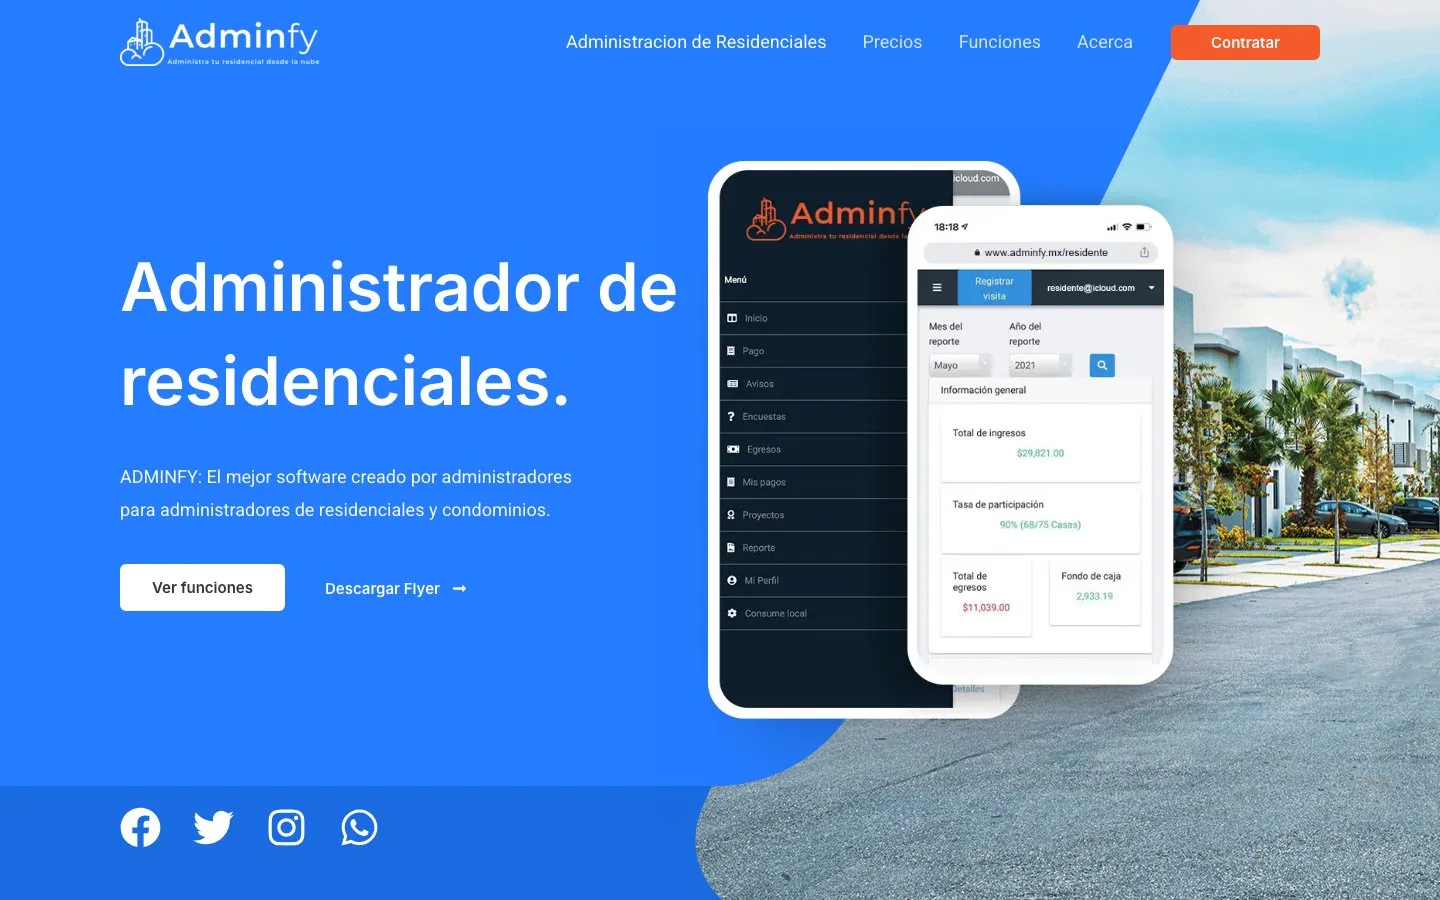 Adminfy
Administra tu residencial desde la nube
Administracion de Residenciales
Precios
Funciones
Acerca
Contratar
Administrador de
residenciales.
ADMINFY: El mejor software creado por administradores
para administradores de residenciales y condominios.
Ver funciones
Descargar Flyer
icloud.com
Adminfy
Administra tu residencial desde la
Menú
Inicio
Pago
Avisos
Encuestas
Egresos
Mis pagos
Proyectos
Reporte
Mi Perfil
Consume local
Detalles
18:18
www.adminfy.mx/residente
Registrar
visita
residente@icloud.com
Mes del
reporte
Año del
reporte
Mayo
2021
Información general
Total de ingresos
$29,821.00
Tasa de participación
90% (68/75 Casas)
Total de
egresos
$11,039.00
Fondo de caja
2,933.19